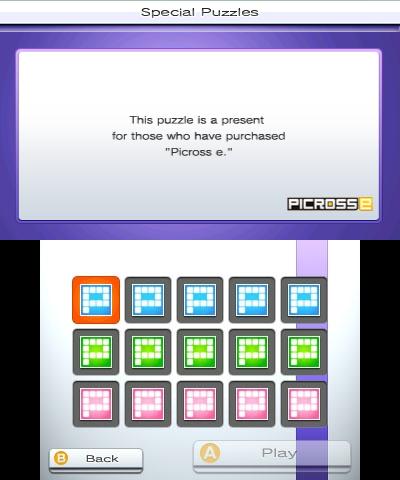 Special Puzzles
This puzzle is a present
for those who have purchased
"Picross e."
PICROSS e
B Back
A Play